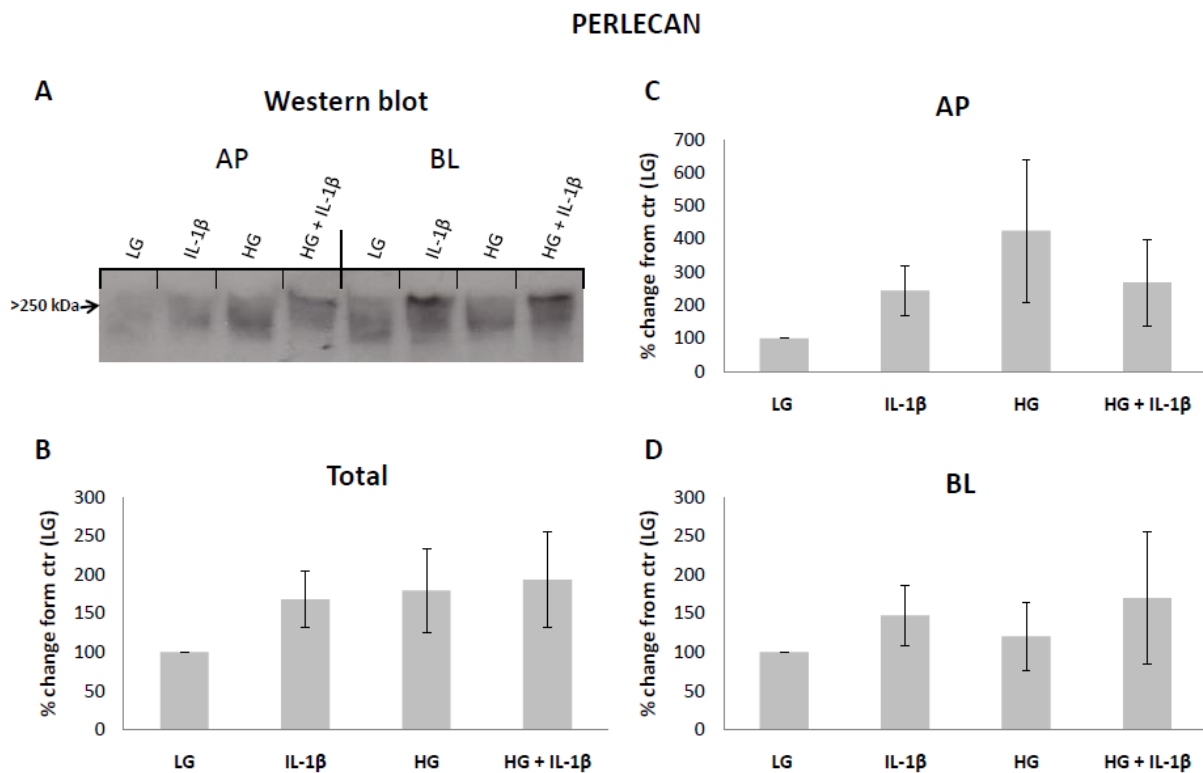 PERLECAN
A
Western blot
AP BL
LG IL-1β HG HG + IL-1β LG IL-1β HG HG + IL-1β
>250 kDa
B
Total
% change form ctr (LG)
300
250
200
150
100
50
0
LG IL-1β HG HG + IL-1β
C
AP
% change from ctr (LG)
700
600
500
400
300
200
100
0
LG IL-1β HG HG + IL-1β
D
BL
% change from ctr (LG)
300
250
200
150
100
50
0
LG IL-1β HG HG + IL-1β